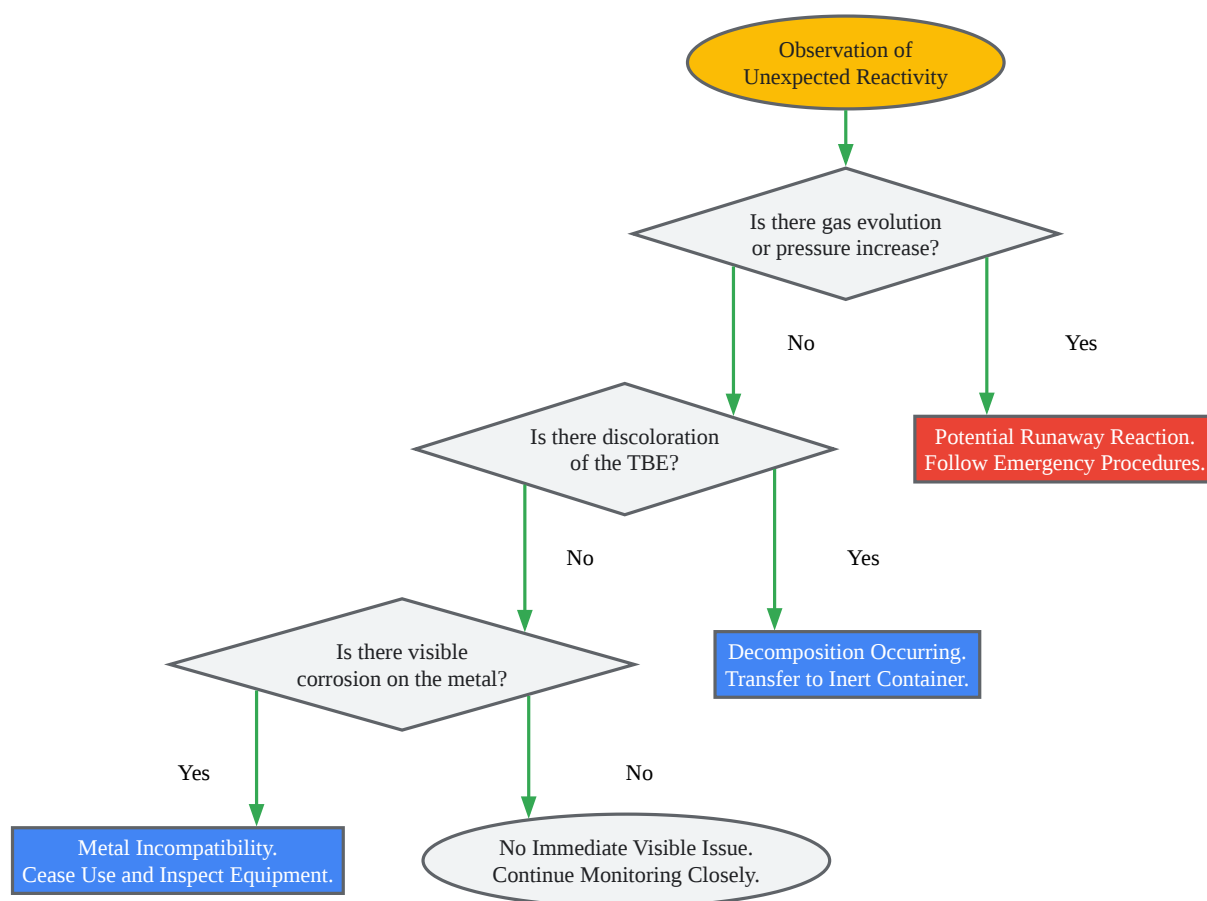 Observation of
Unexpected Reactivity
Is there gas evolution
or pressure increase?
No
Yes
Is there discoloration
of the TBE?
Potential Runaway Reaction.
Follow Emergency Procedures.
No
Yes
Is there visible
corrosion on the metal?
Decomposition Occurring.
Transfer to Inert Container.
Yes
No
Metal Incompatibility.
Cease Use and Inspect Equipment.
No Immediate Visible Issue.
Continue Monitoring Closely.